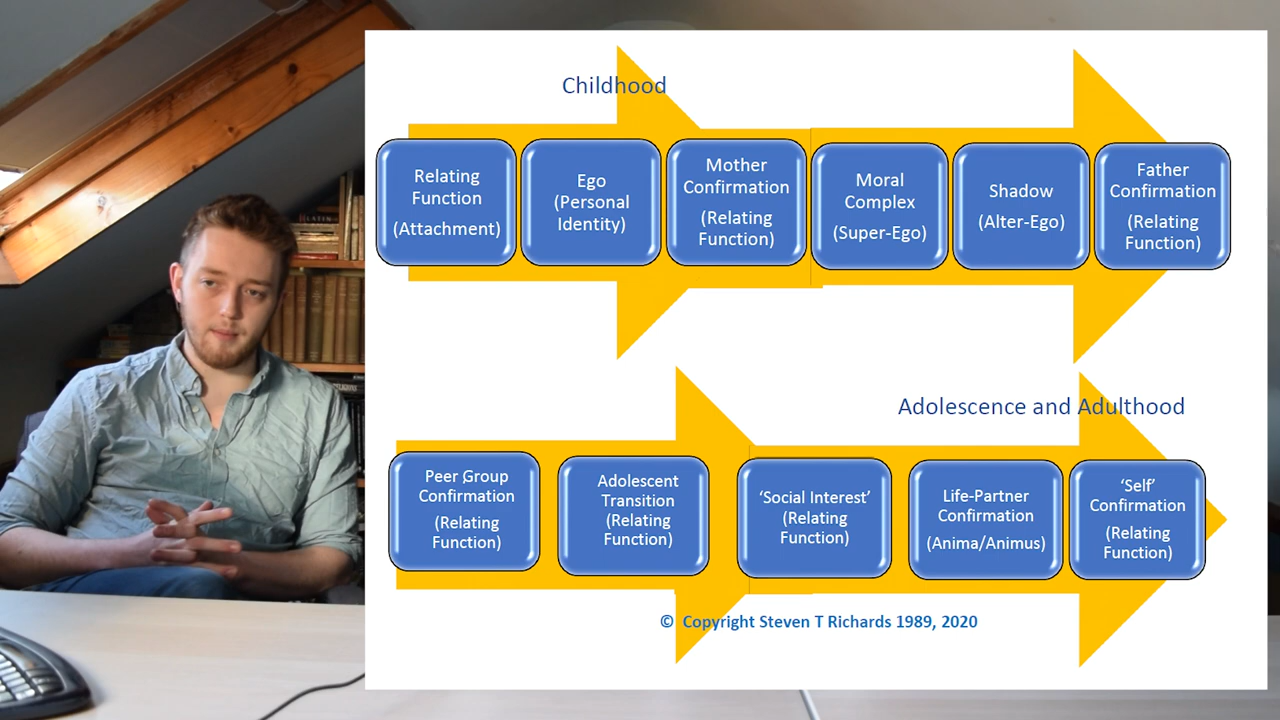 Childhood
Relating
Function
(Attachment)
Ego
(Personal
Identity)
Mother
Confirmation
(Relating
Function)
Moral
Complex
(Super-Ego)
Shadow
(Alter-Ego)
Father
Confirmation
(Relating
Function)
Adolescence and Adulthood
Peer Group
Confirmation
(Relating
Function)
Adolescent
Transition
(Relating
Function)
‘Social Interest’
(Relating
Function)
Life-Partner
Confirmation
(Anima/Animus)
‘Self’
Confirmation
(Relating
Function)
© Copyright Steven T Richards 1989, 2020